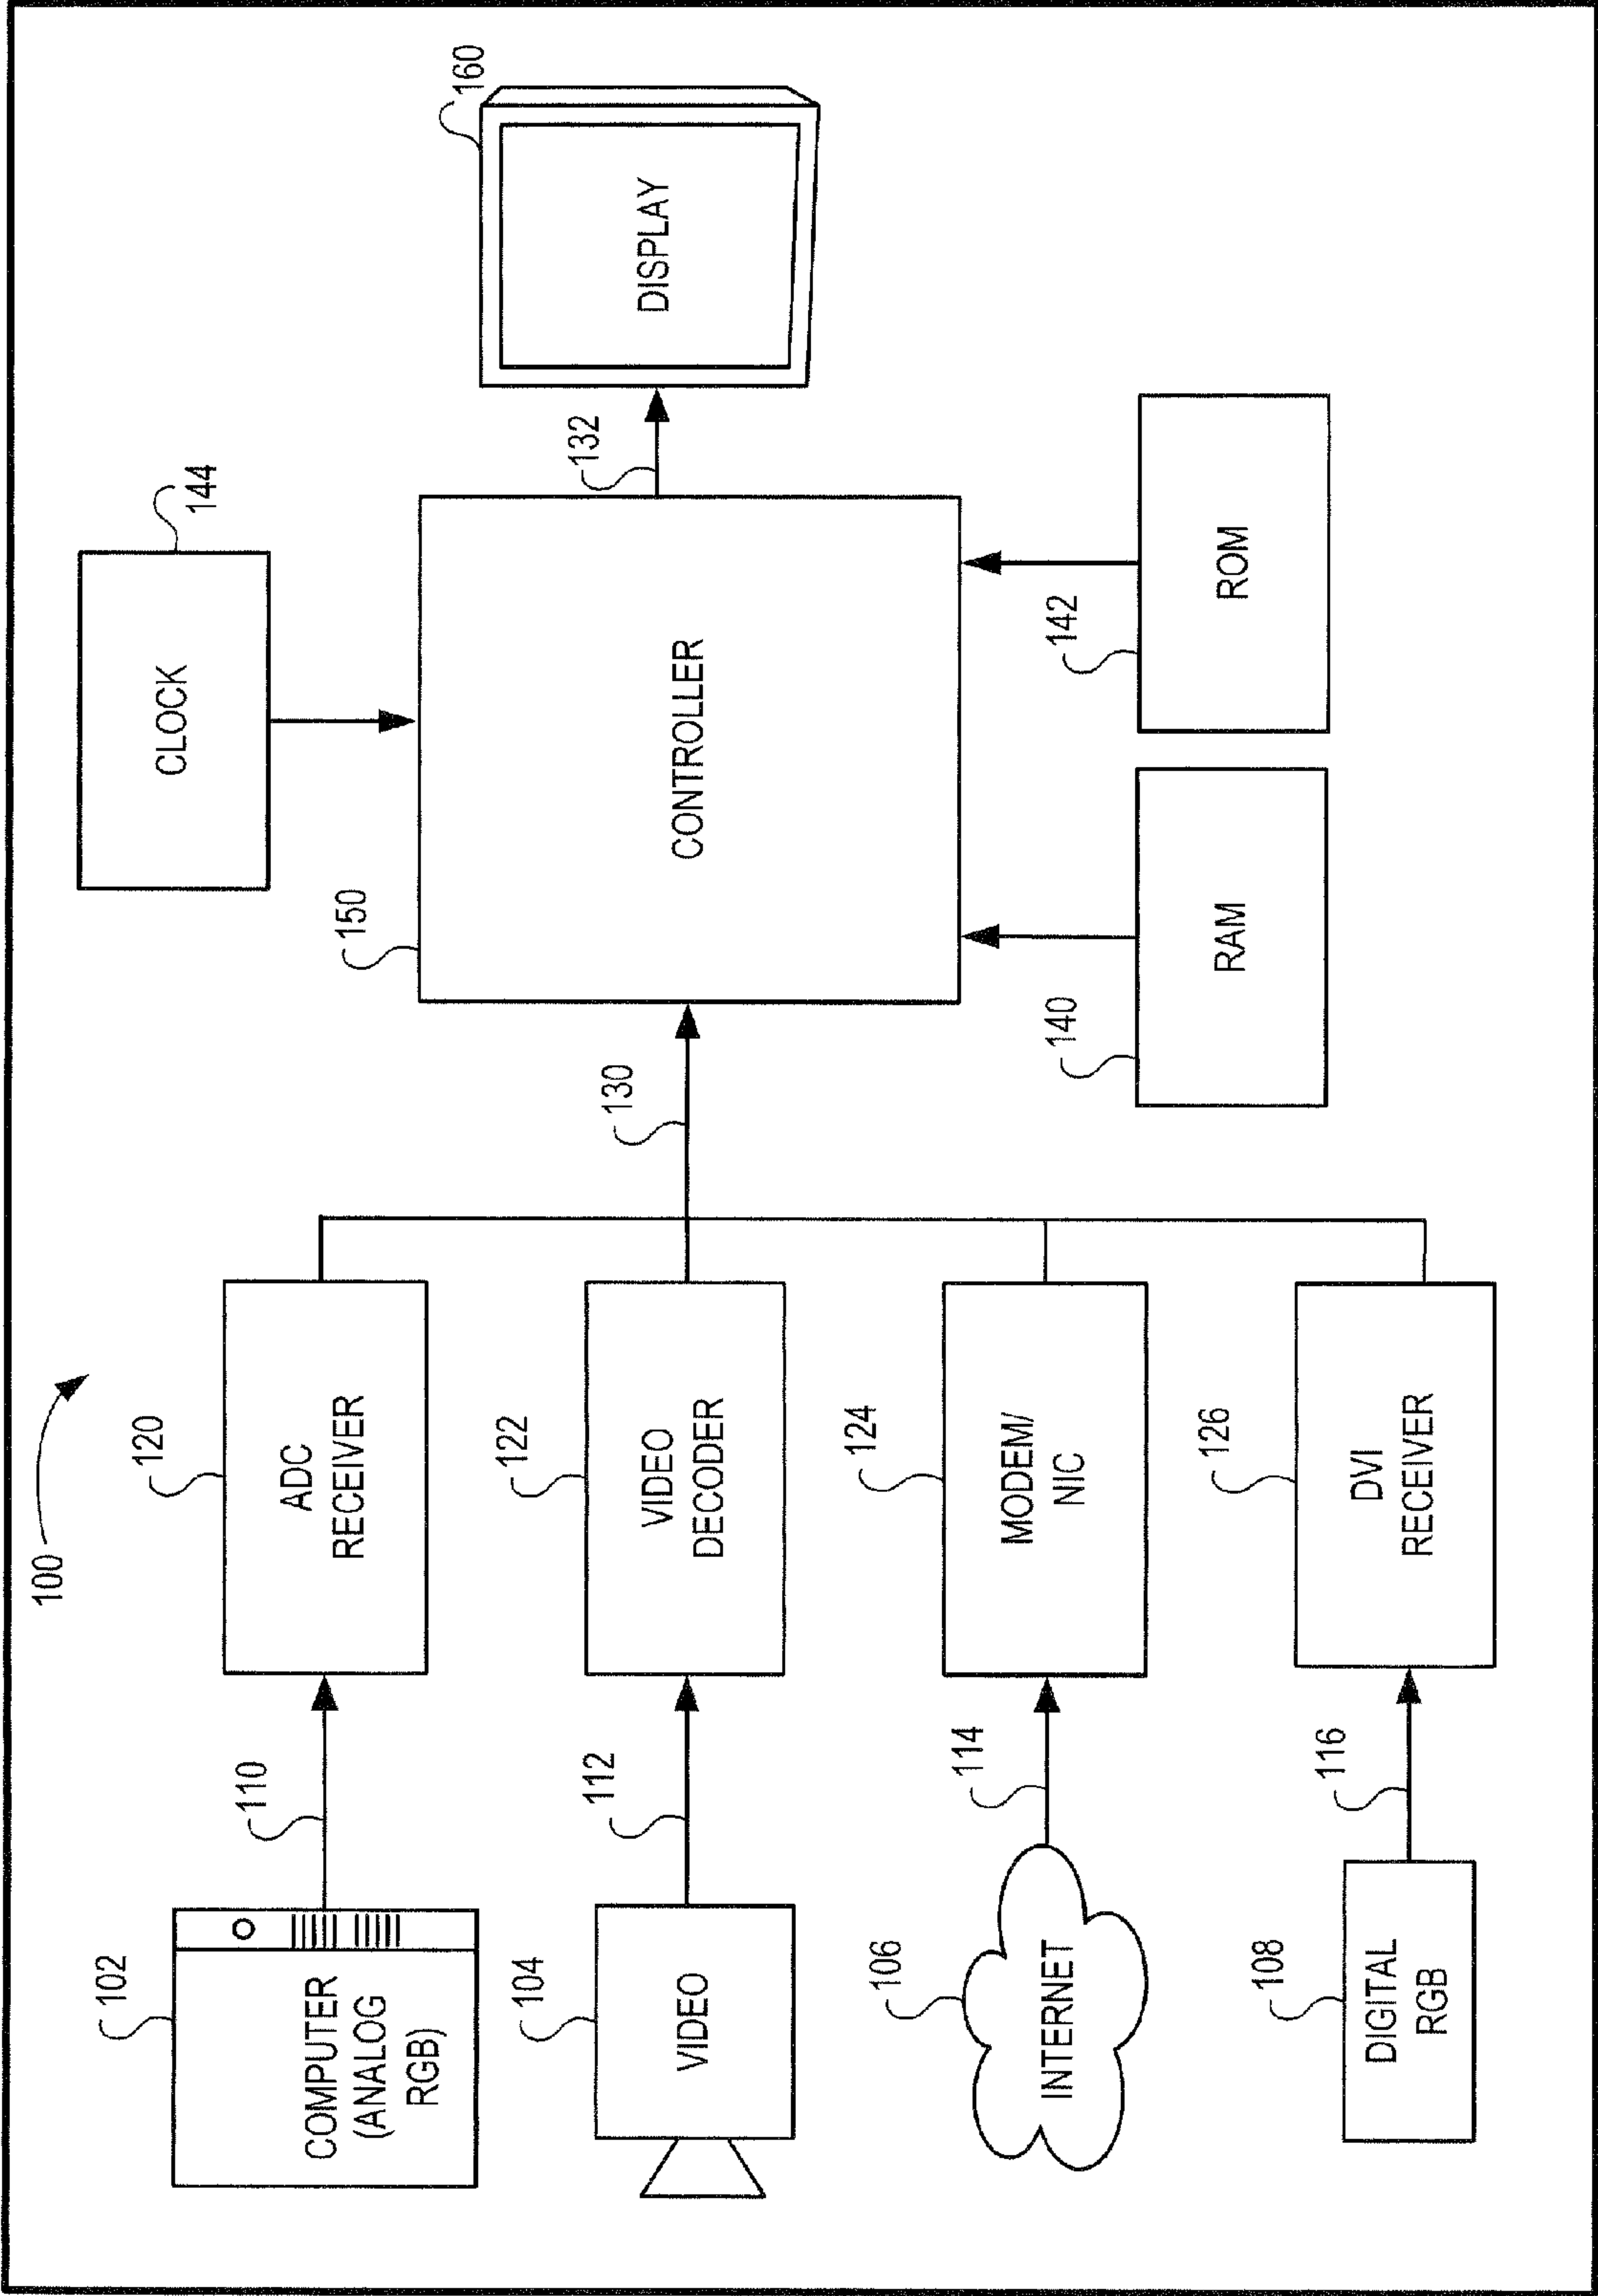 100
102
COMPUTER
(ANALOG
RGB)
110
120
ADC
RECEIVER
104
VIDEO
112
122
VIDEO
DECODER
106
INTERNET
114
124
MODEM/
NIC
108
DIGITAL
RGB
116
126
DVI
RECEIVER
130
144
CLOCK
150
CONTROLLER
140
RAM
142
ROM
132
160
DISPLAY